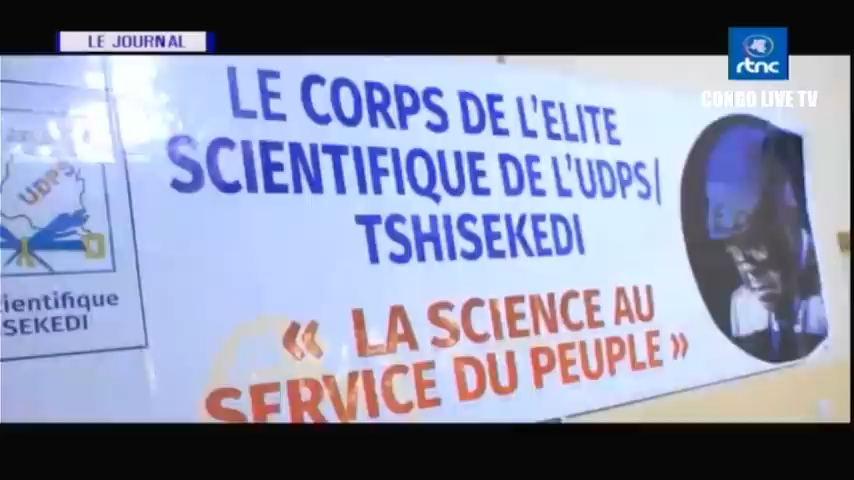 LE JOURNAL
rtnc
CONGO LIVE TV
LE CORPS DE L'ELITE
SCIENTIFIQUE DE L'UDPS/
TSHISEKEDI
« LA SCIENCE AU
SERVICE DU PEUPLE »
UDPS
ientifique
SEKEDI